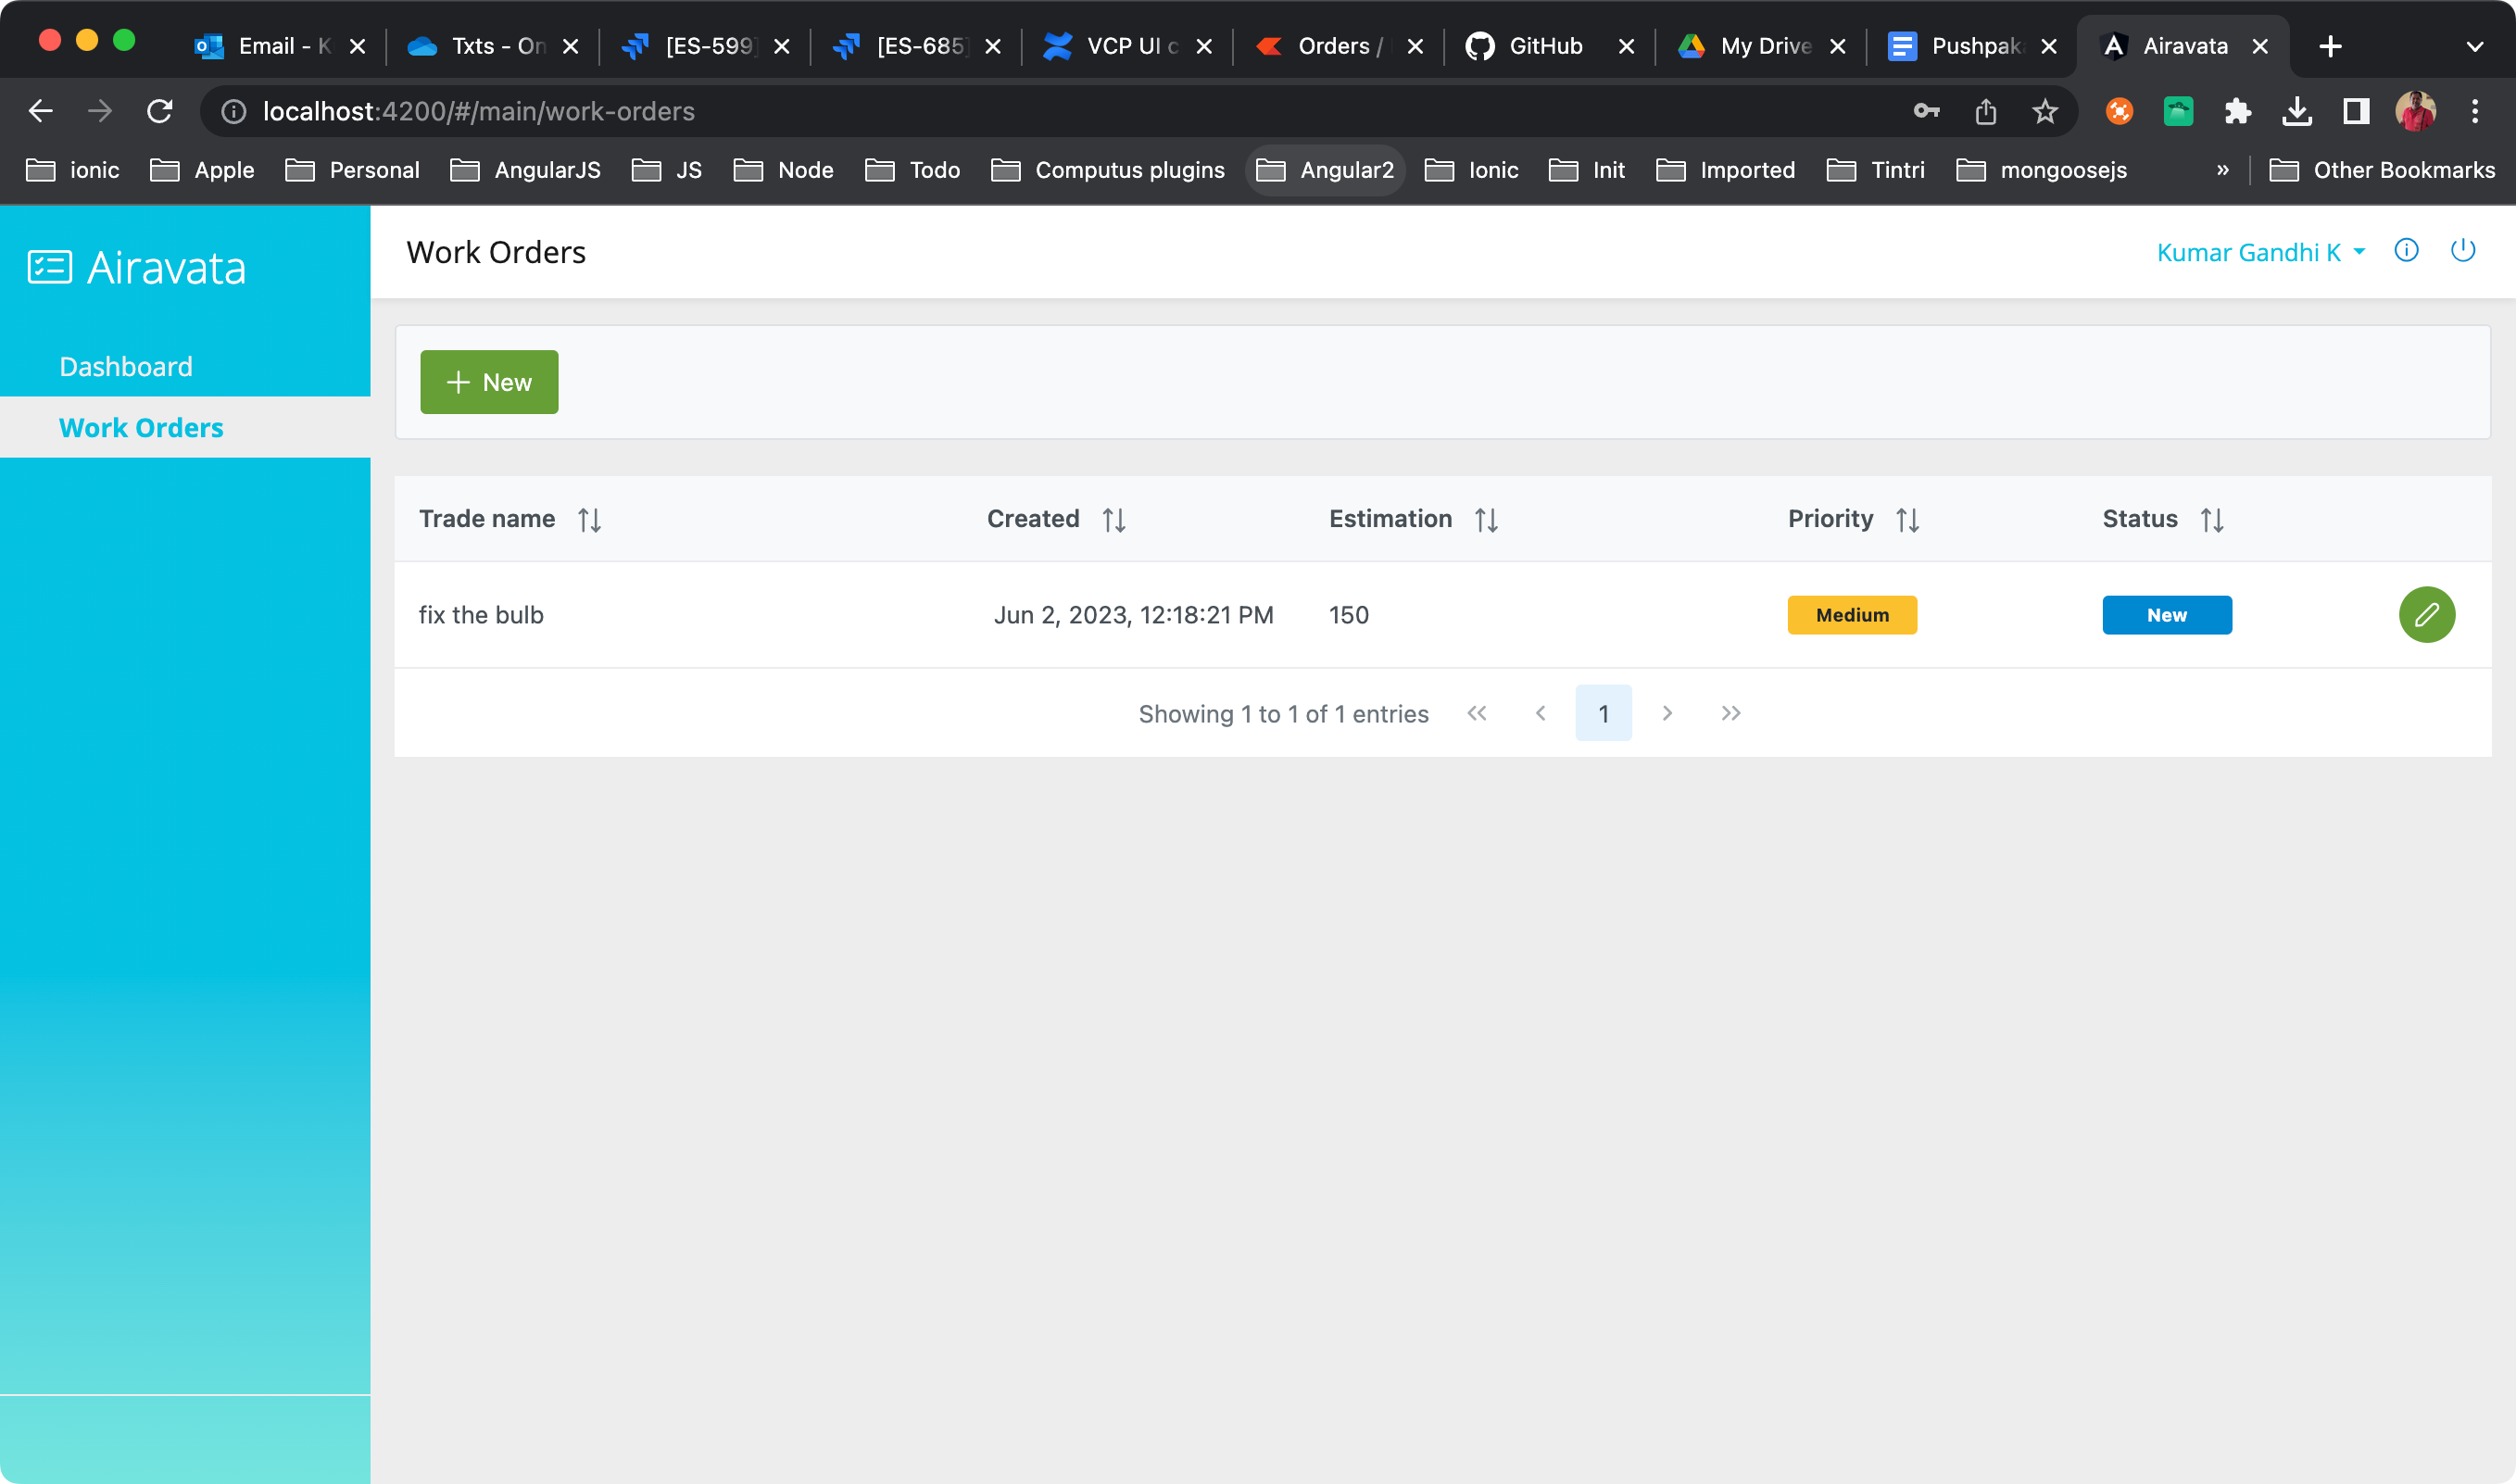 Email - K
Txts - On
[ES-599]
[ES-685]
VCP UI c
Orders /
GitHub
My Drive
Pushpak
Airavata
localhost:4200/#/main/work-orders
ionic
Apple
Personal
AngularJS
JS
Node
Todo
Computus plugins
Angular2
Ionic
Init
Imported
Tintri
mongoosejs
»
Other Bookmarks
Airavata
Work Orders
Kumar Gandhi K
Dashboard
Work Orders
New
Trade name Created Estimation Priority Status
fix the bulb Jun 2, 2023, 12:18:21 PM 150 Medium New
Showing 1 to 1 of 1 entries 1